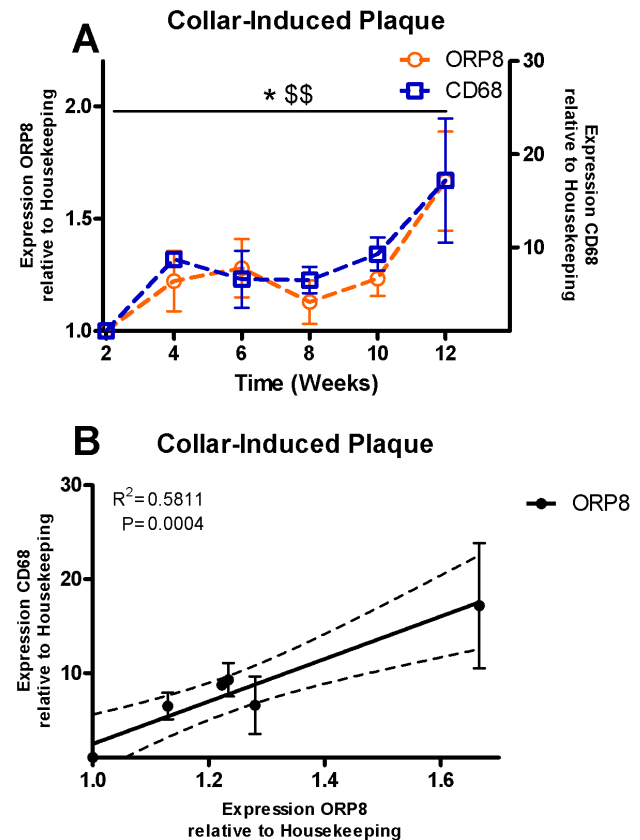 A
Collar-Induced Plaque
ORP8
CD68
* $$
Expression ORP8
relative to Housekeeping
2.0
1.5
1.0
30
20
10
Expression CD68
relative to Housekeeping
2 4 6 8 10 12
Time (Weeks)
B
Collar-Induced Plaque
R²=0.5811
P=0.0004
ORP8
Expression CD68
relative to Housekeeping
30
20
10
1.0 1.2 1.4 1.6
Expression ORP8
relative to Housekeeping